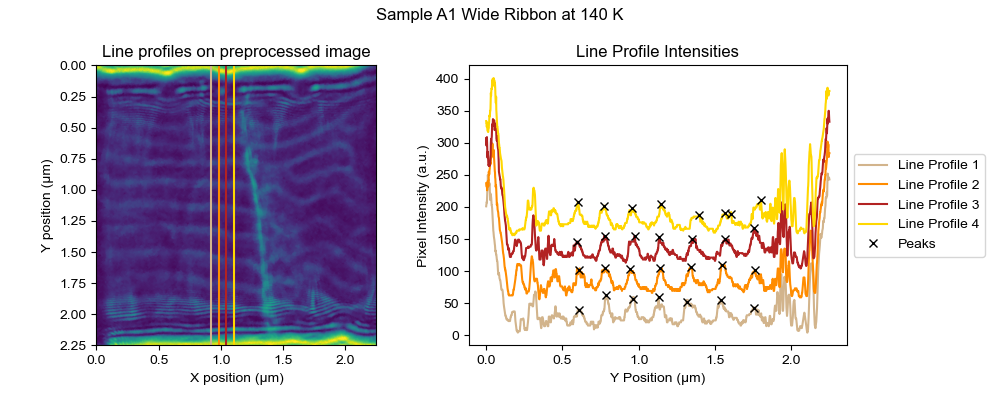 Sample A1 Wide Ribbon at 140 K
Line profiles on preprocessed image
0.00
0.25
0.50
0.75
1.00
1.25
1.50
1.75
2.00
2.25
Y position (μm)
0.0 0.5 1.0 1.5 2.0
X position (μm)
Line Profile Intensities
400
350
300
250
200
150
100
50
0
Pixel Intensity (a.u.)
0.0 0.5 1.0 1.5 2.0
Y Position (μm)
Line Profile 1
Line Profile 2
Line Profile 3
Line Profile 4
Peaks